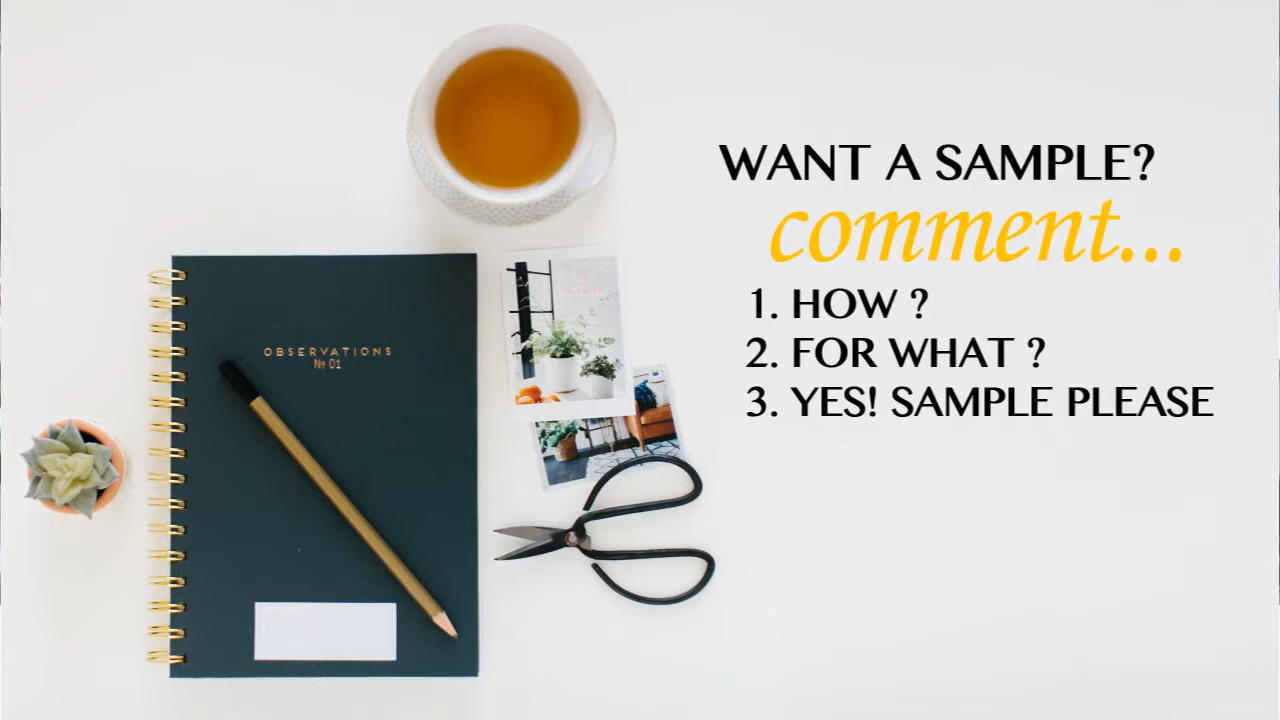 WANT A SAMPLE?
comment...
1. HOW ?
2. FOR WHAT ?
3. YES! SAMPLE PLEASE
OBSERVATIONS
Nº 01